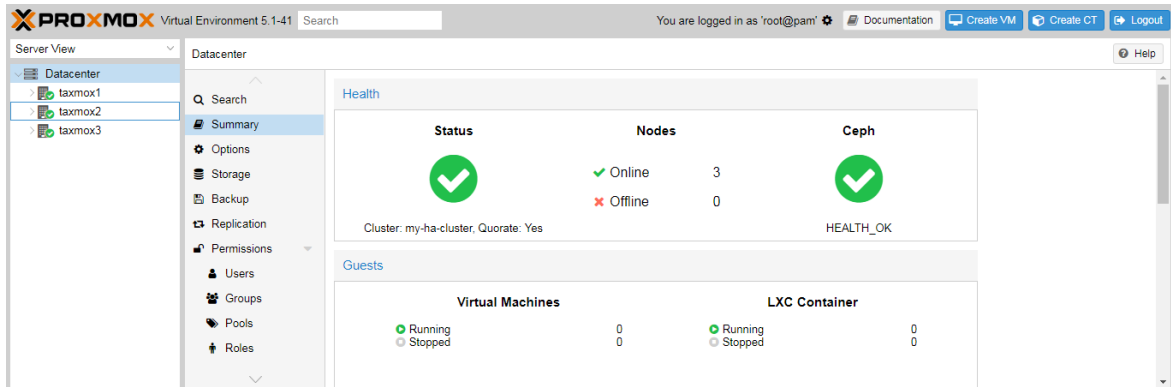 PROXMOX Virtual Environment 5.1-41 Search You are logged in as 'root@pam' Documentation Create VM Create CT Logout
Server View
Datacenter
taxmox1
taxmox2
taxmox3
Datacenter
Help
Search
Summary
Options
Storage
Backup
Replication
Permissions
Users
Groups
Pools
Roles
Health
Status
Nodes
Ceph
Online 3
Offline 0
Cluster: my-ha-cluster, Quorate: Yes
HEALTH_OK
Guests
Virtual Machines
Running 0
Stopped 0
LXC Container
Running 0
Stopped 0